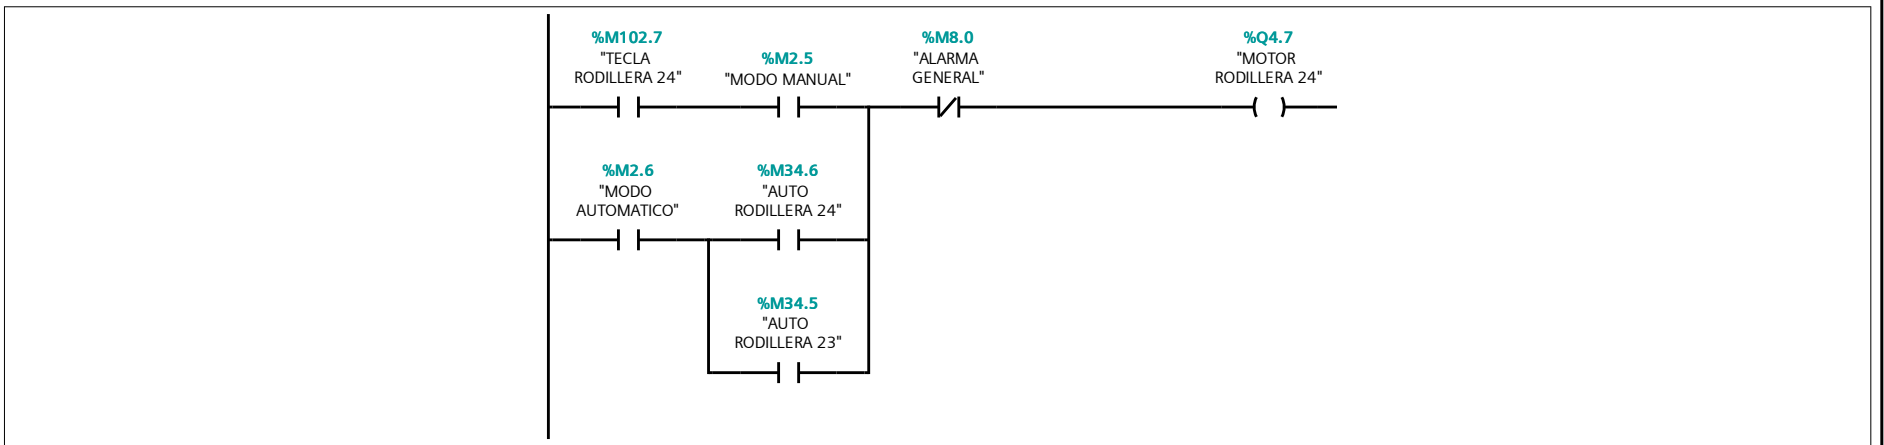 %M102.7
"TECLA
RODILLERA 24"
%M2.5
"MODO MANUAL"
%M8.0
"ALARMA
GENERAL"
%Q4.7
"MOTOR
RODILLERA 24"
%M2.6
"MODO
AUTOMATICO"
%M34.6
"AUTO
RODILLERA 24"
%M34.5
"AUTO
RODILLERA 23"